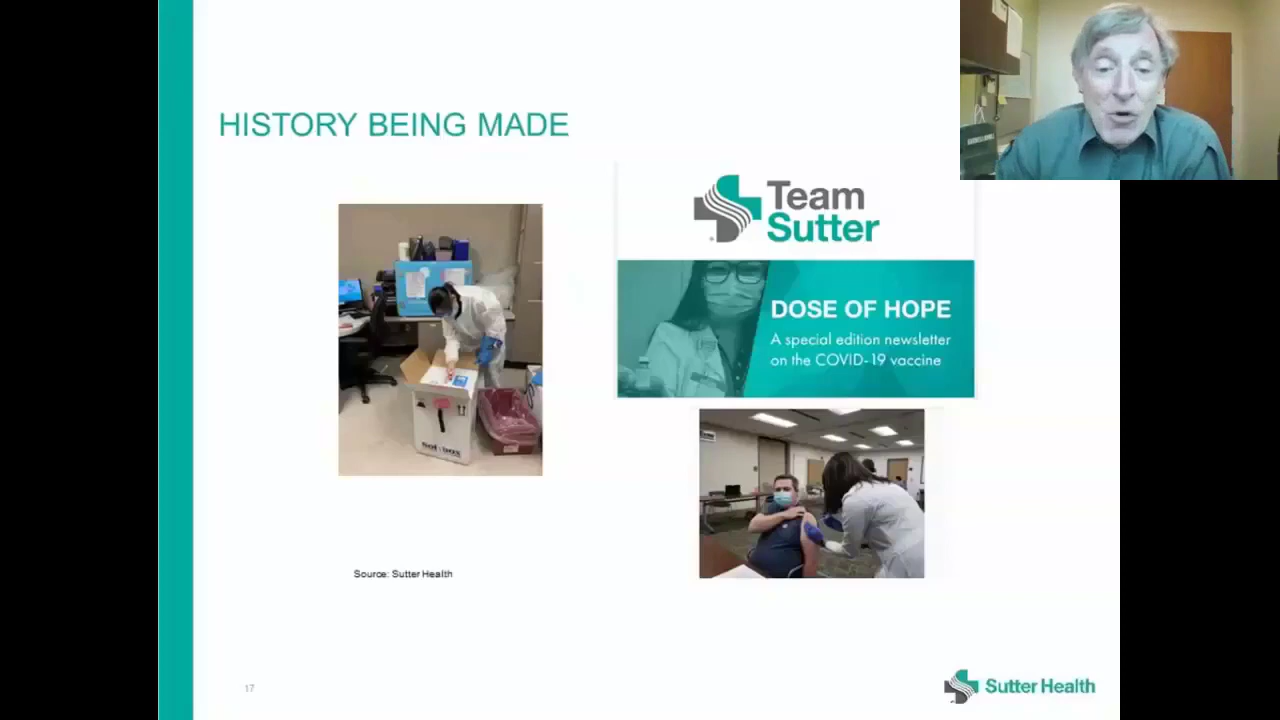 HISTORY BEING MADE
Team
Sutter
DOSE OF HOPE
A special edition newsletter
on the COVID-19 vaccine
Source: Sutter Health
17
Sutter Health